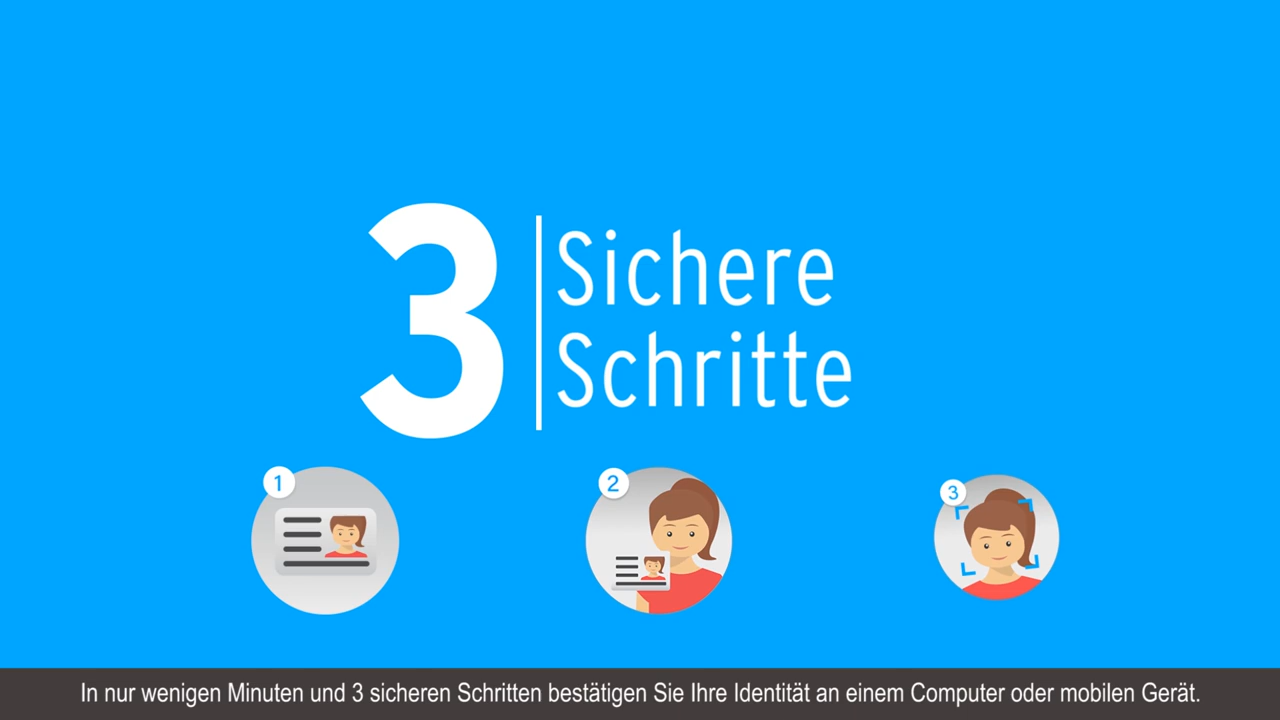 3
Sichere
Schritte
1
2
3
In nur wenigen Minuten und 3 sicheren Schritten bestätigen Sie Ihre Identität an einem Computer oder mobilen Gerät.